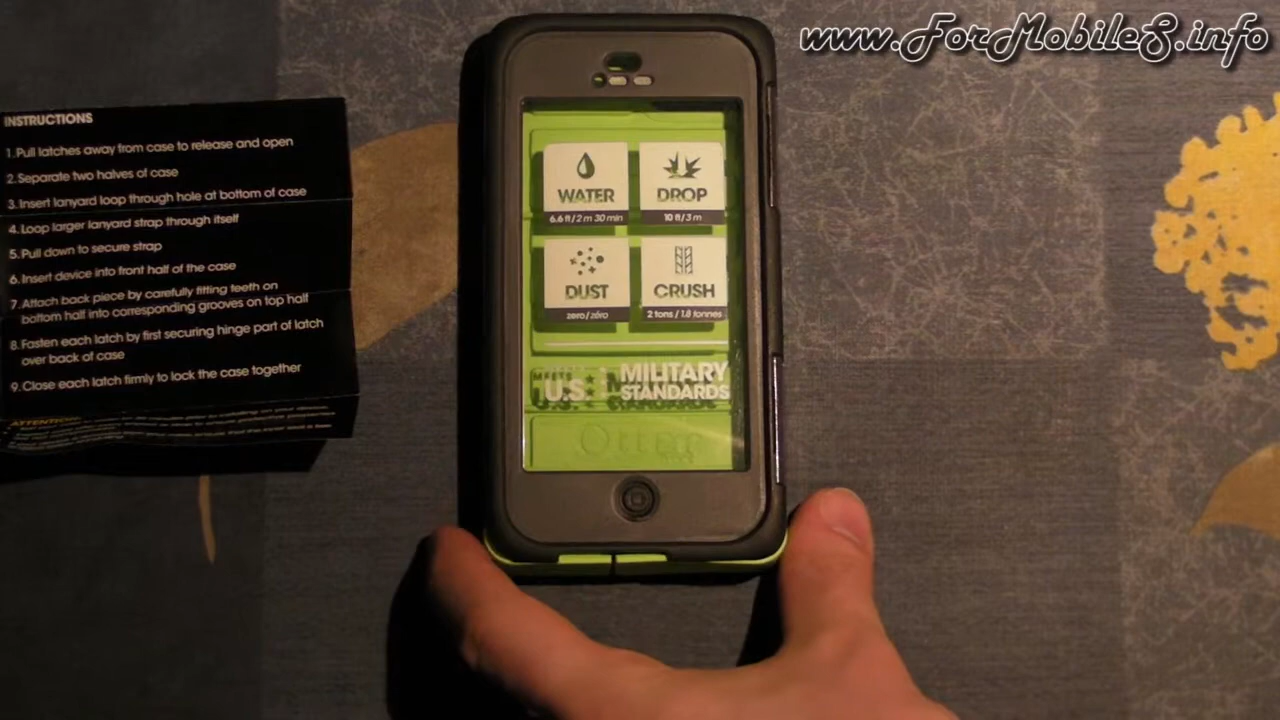 www.ForMobileS.info
INSTRUCTIONS
1.Pull latches away from case to release and open
2.Separate two halves of case
3. Insert lanyard loop through hole at bottom of case
4. Loop larger lanyard strap through itself
5. Pull down to secure strap
6. Insert device into front half of the case
7. Attach back piece by carefully fitting teeth on
bottom half into corresponding grooves on top half
8. Fasten each latch by first securing hinge part of latch
over back of case
9. Close each latch firmly to lock the case together
ATTENTION
WATER
6.6 ft/2 m 30 min
DROP
10 ft/3 m
DUST
zero/zéro
CRUSH
2 tons / 1.8 tonnes
MEETS
U.S. MILITARY
STANDARDS
Otter